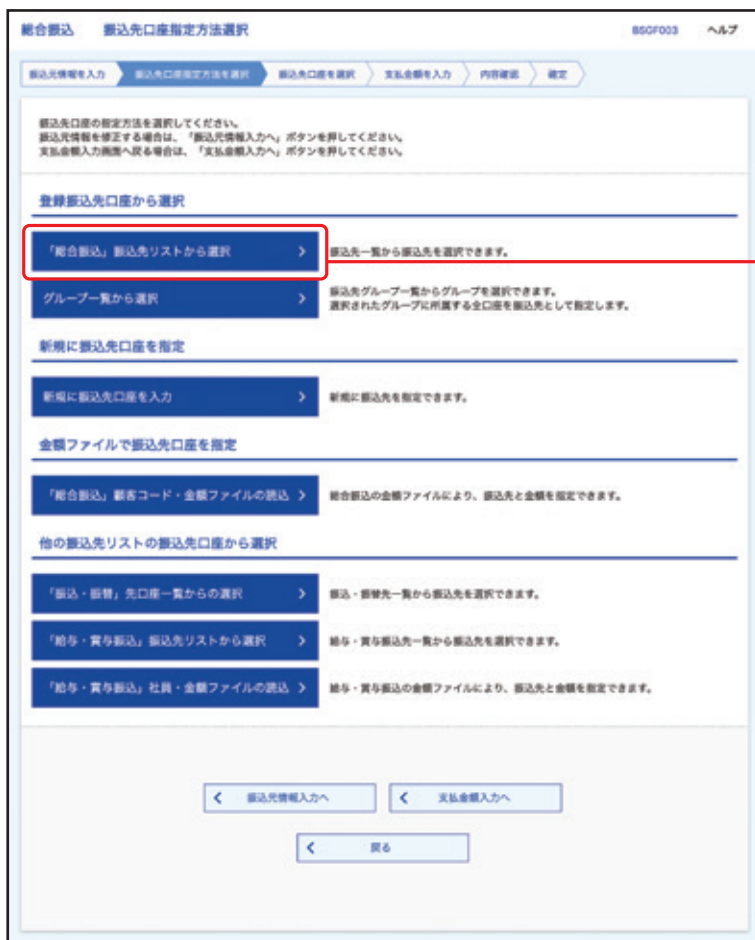 総合振込　振込先口座指定方法選択
BSGF003　ヘルプ
振込元情報を入力　振込先口座指定方法を選択　振込先口座を選択　支払金額を入力　内容確認　確定
振込先口座の指定方法を選択してください。
振込元情報を修正する場合は、「振込元情報入力へ」ボタンを押してください。
支払金額入力画面へ戻る場合は、「支払金額入力へ」ボタンを押してください。
登録振込先口座から選択
「総合振込」振込先リストから選択
振込先一覧から振込先を選択できます。
グループ一覧から選択
振込先グループ一覧からグループを選択できます。
選択されたグループに所属する全口座を振込先として指定します。
新規に振込先口座を指定
新規に振込先口座を入力
新規に振込先を指定できます。
金額ファイルで振込先口座を指定
「総合振込」顧客コード・金額ファイルの読込
総合振込の金額ファイルにより、振込先と金額を指定できます。
他の振込先リストの振込先口座から選択
「振込・振替」先口座一覧からの選択
振込・振替先一覧から振込先を選択できます。
「給与・賞与振込」振込先リストから選択
給与・賞与振込先一覧から振込先を選択できます。
「給与・賞与振込」社員・金額ファイルの読込
給与・賞与振込の金額ファイルにより、振込先と金額を指定できます。
振込元情報入力へ
支払金額入力へ
戻る